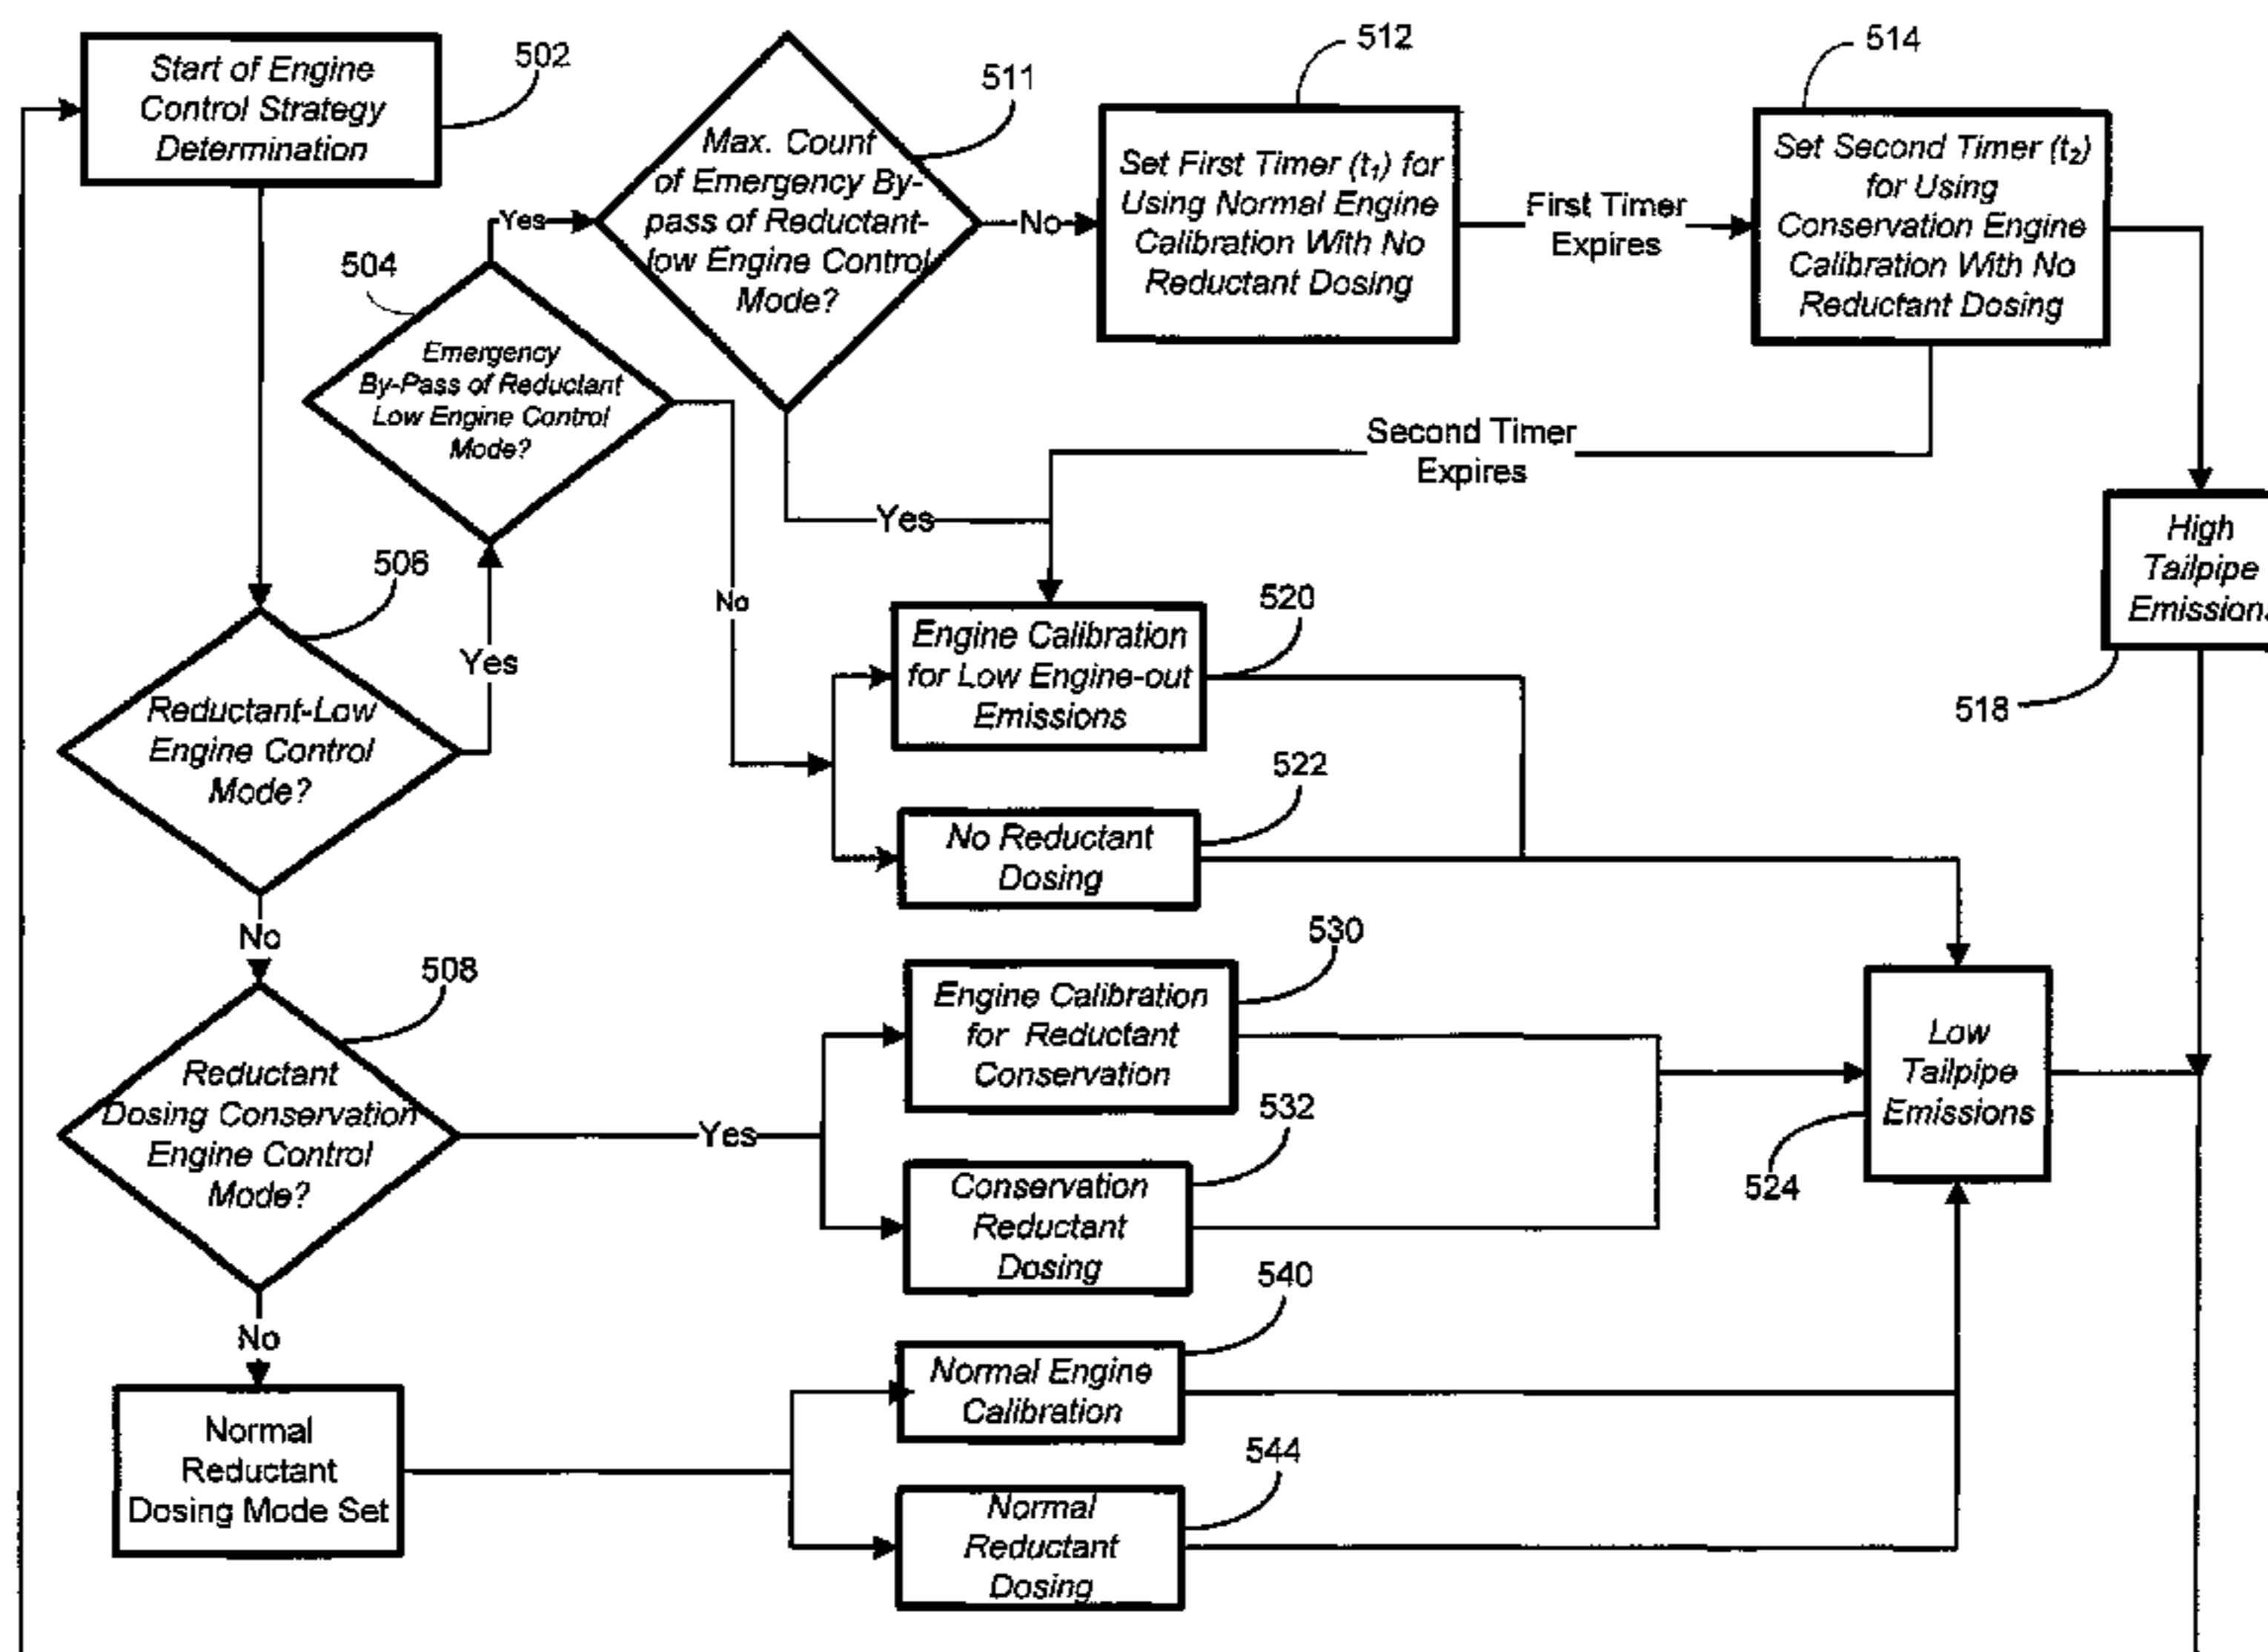 Start of Engine
Control Strategy
Determination
502
Max. Count
of Emergency By-
pass of Reductant-
low Engine Control
Mode?
511
512
Set First Timer (t₁) for
Using Normal Engine
Calibration With No
Reductant Dosing
514
Set Second Timer (t₂)
for Using
Conservation Engine
Calibration With No
Reductant Dosing
Yes
No
First Timer
Expires
504
Emergency
By-Pass of Reductant
Low Engine Control
Mode?
Second Timer
Expires
Yes
No
High
Tailpipe
Emissions
518
506
Yes
Reductant-Low
Engine Control
Mode?
Engine Calibration
for Low Engine-out
Emissions
520
No Reductant
Dosing
522
No
508
Reductant
Dosing Conservation
Engine Control
Mode?
Yes
Engine Calibration
for Reductant
Conservation
530
Conservation
Reductant
Dosing
532
Low
Tailpipe
Emissions
524
No
Normal
Reductant
Dosing Mode Set
Normal Engine
Calibration
540
Normal
Reductant
Dosing
544